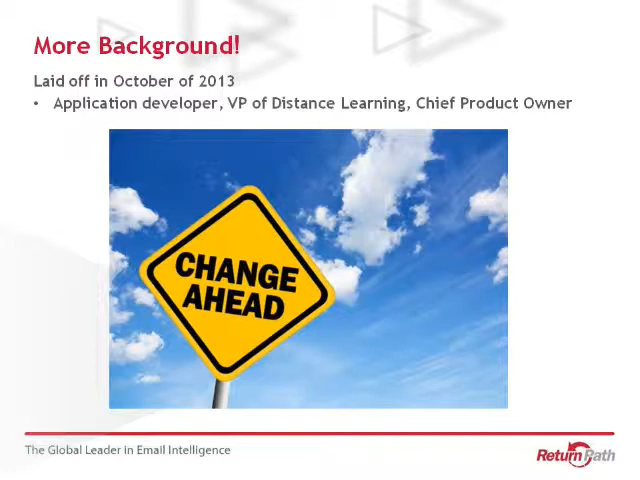 More Background!
Laid off in October of 2013
• Application developer, VP of Distance Learning, Chief Product Owner
CHANGE
AHEAD
The Global Leader in Email Intelligence
Return Path